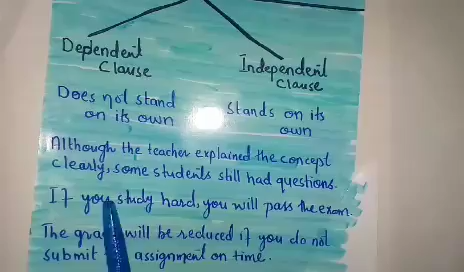 Dependent
Clause
Independent
Clause
Does not stand
on its own
Stands on its
own
Although the teacher explained the concept
clearly, some students still had questions.
If you study hard, you will pass the exam.
The will be reduced if you do not
submit assignment on time.